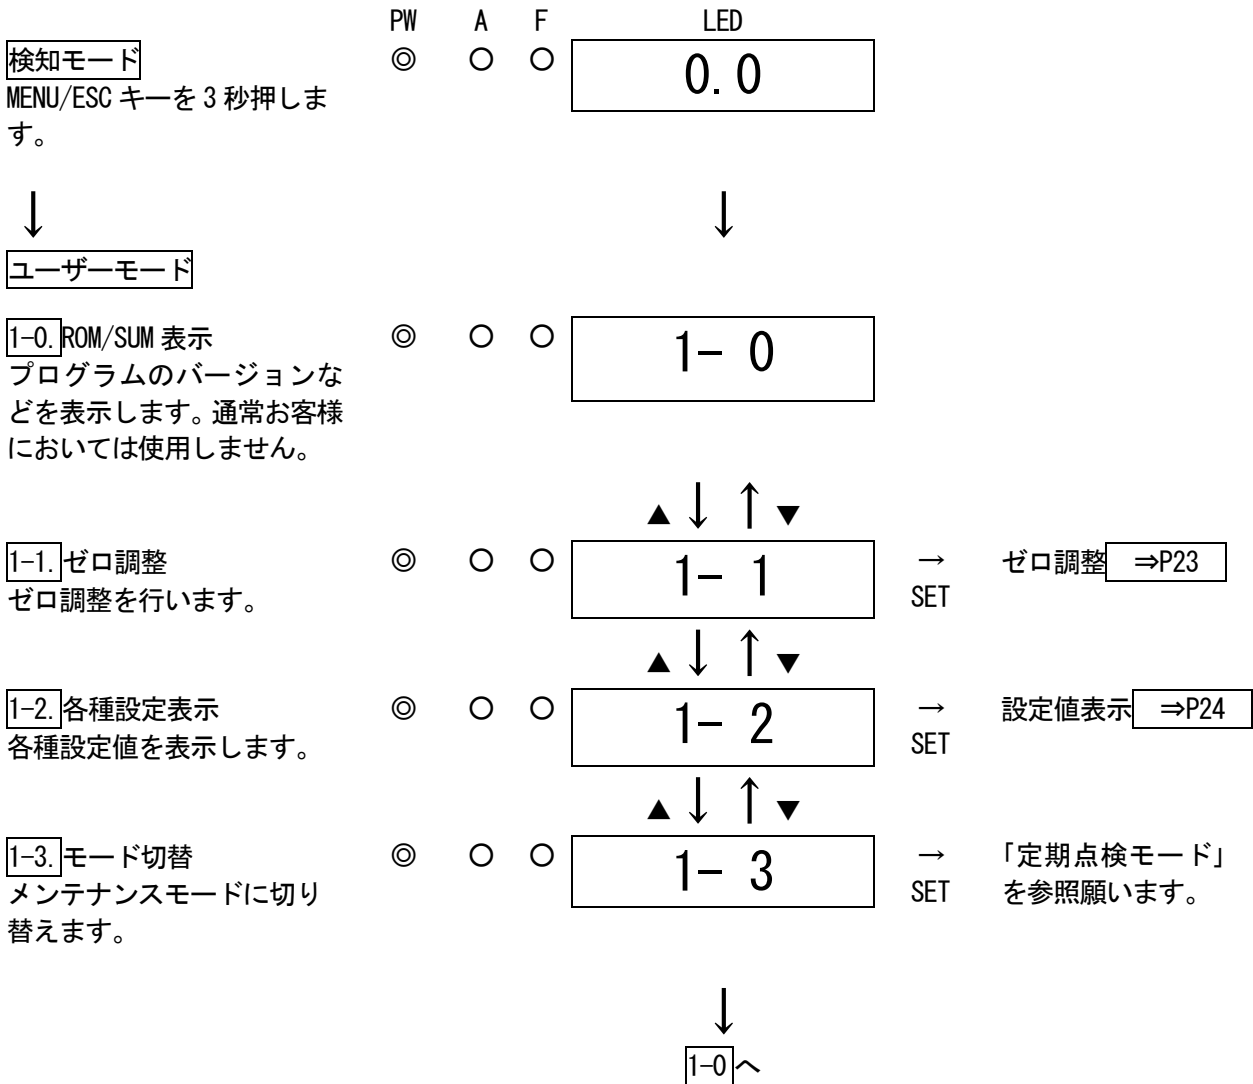 PW A F LED
検知モード ◎ ○ ○ 0.0
MENU/ESC キーを 3 秒押しま
す。
↓ ↓
ユーザーモード
1-0. ROM/SUM 表示 ◎ ○ ○ 1- 0
プログラムのバージョンな
どを表示します。通常お客様
においては使用しません。
▲ ↓ ↑ ▼
1-1. ゼロ調整 ◎ ○ ○ 1- 1 → ゼロ調整 ⇒P23
ゼロ調整を行います。 SET
▲ ↓ ↑ ▼
1-2. 各種設定表示 ◎ ○ ○ 1- 2 → 設定値表示 ⇒P24
各種設定値を表示します。 SET
▲ ↓ ↑ ▼
1-3. モード切替 ◎ ○ ○ 1- 3 → 「定期点検モード」
メンテナンスモードに切り SET を参照願います。
替えます。
↓
1-0 へ